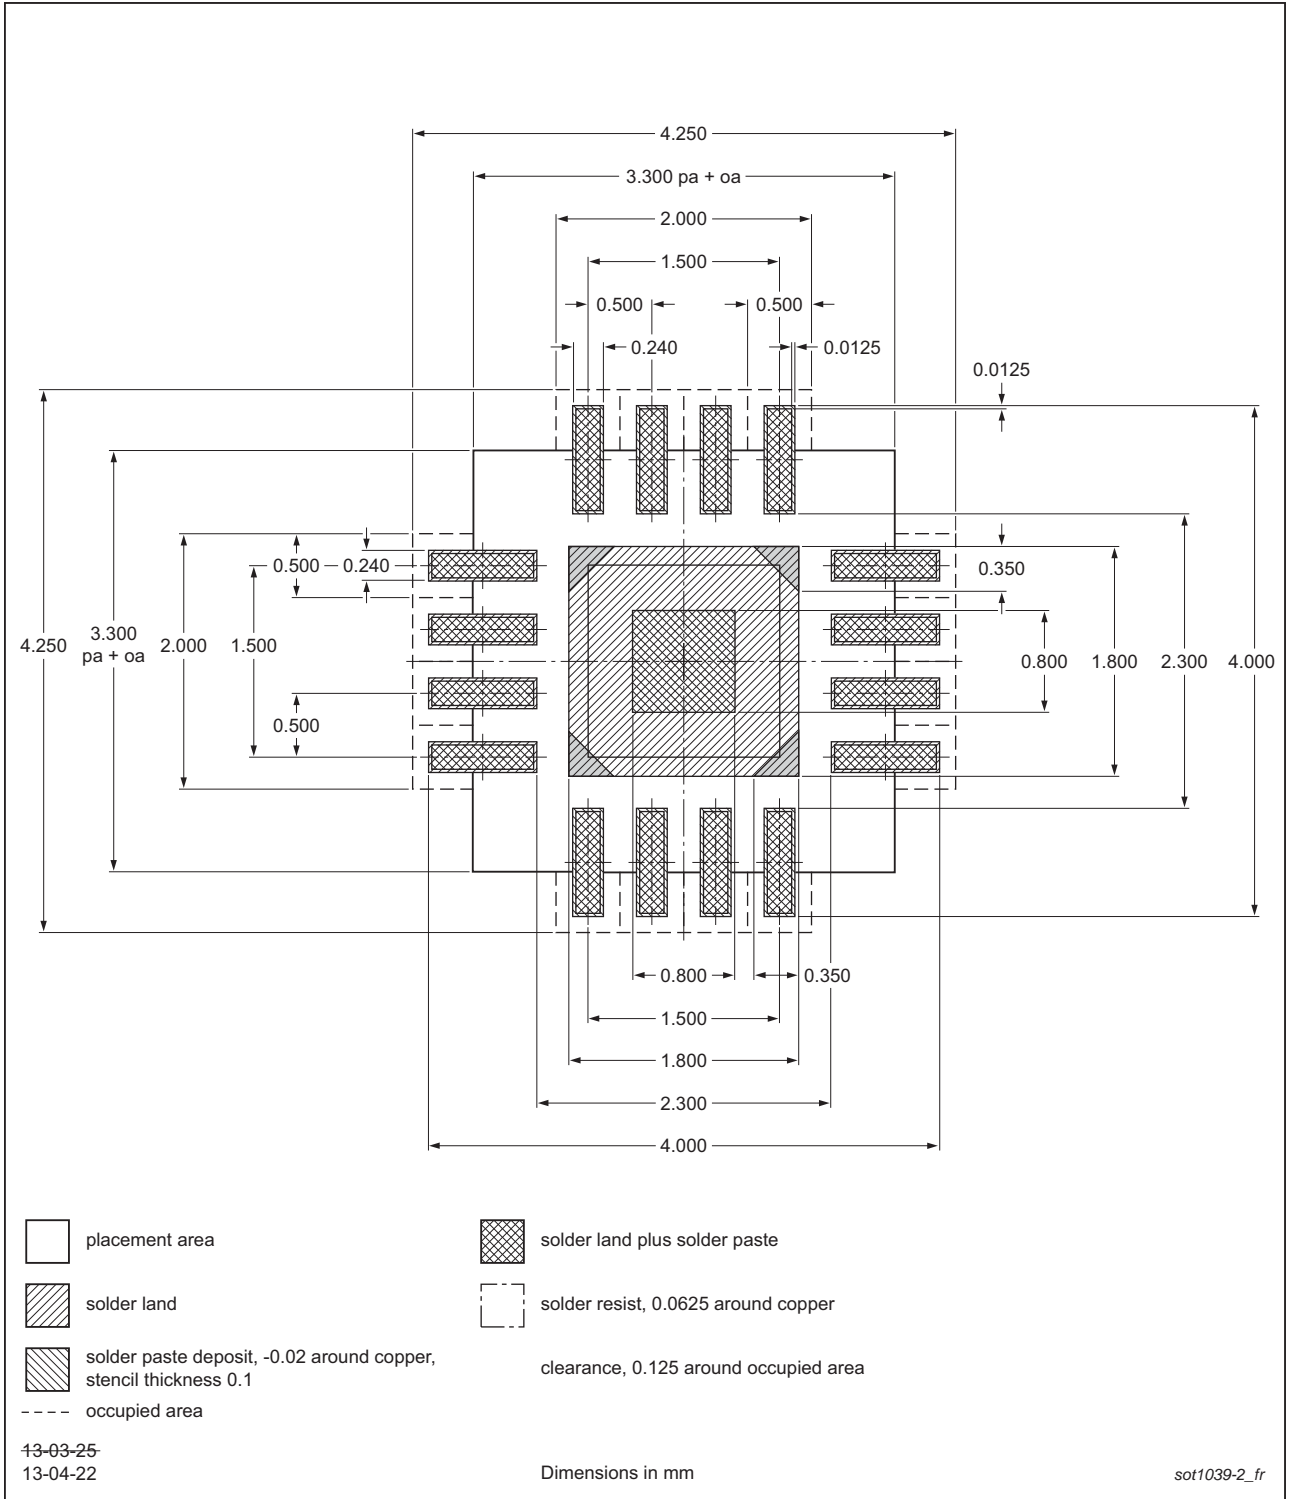 4.250
3.300 pa + oa
2.000
1.500
0.500
0.500
0.240
0.0125
0.0125
0.500
0.240
0.350
4.250
3.300
pa + oa
2.000
1.500
0.800
1.800
2.300
4.000
0.500
0.800
0.350
1.500
1.800
2.300
4.000
placement area
solder land plus solder paste
solder land
solder resist, 0.0625 around copper
solder paste deposit, -0.02 around copper,
stencil thickness 0.1
clearance, 0.125 around occupied area
occupied area
13-03-25
13-04-22
Dimensions in mm
sot1039-2_fr